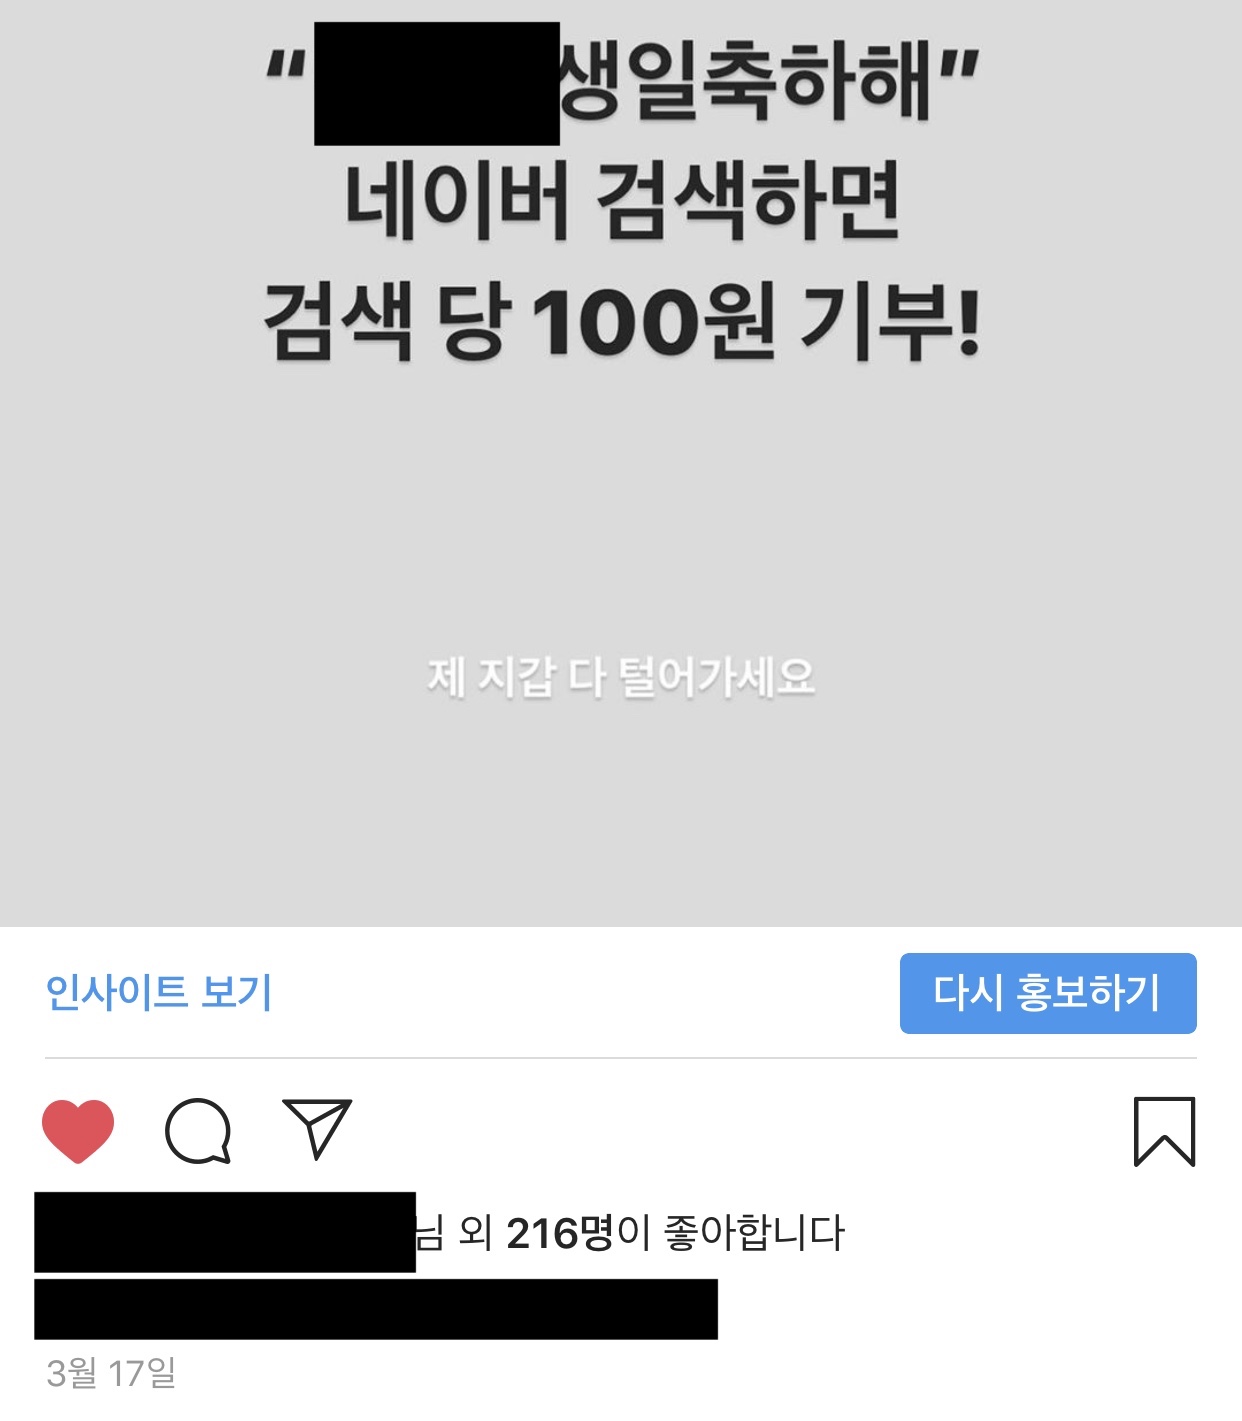 “생일축하해”
네이버 검색하면
검색 당 100원 기부!
제 지갑 다 털어가세요
인사이트 보기
다시 홍보하기
님 외 216명이 좋아합니다
3월 17일